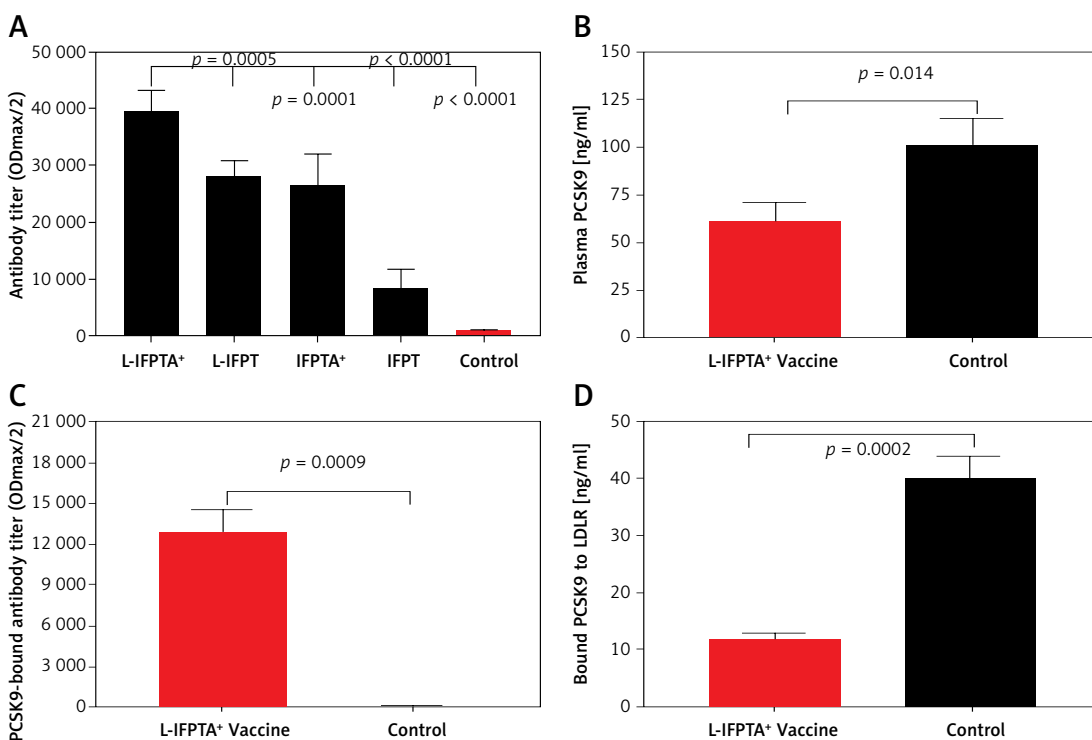 A
Antibody titer (ODmax/2)
50 000
40 000
30 000
20 000
10 000
0
p = 0.0005
p < 0.0001
p = 0.0001
p < 0.0001
L-IFPTA⁺
L-IFPT
IFPTA⁺
IFPT
Control
B
Plasma PCSK9 [ng/ml]
150
125
100
75
50
25
0
p = 0.014
L-IFPTA⁺ Vaccine
Control
C
PCSK9-bound antibody titer (ODmax/2)
21 000
18 000
15 000
12 000
9 000
6 000
3 000
0
p = 0.0009
L-IFPTA⁺ Vaccine
Control
D
Bound PCSK9 to LDLR [ng/ml]
50
40
30
20
10
0
p = 0.0002
L-IFPTA⁺ Vaccine
Control